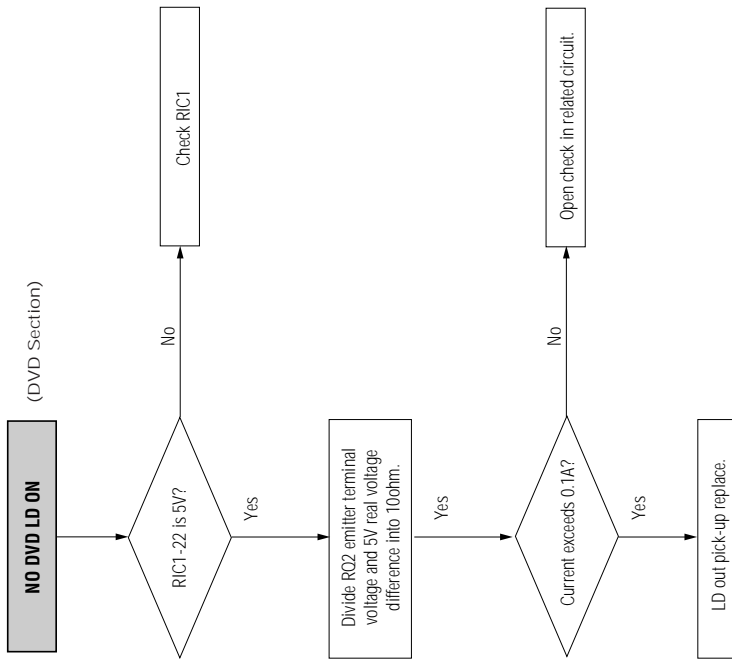 (DVD Section)
NO DVD LD ON
RIC1-22 is 5V?
No
Check RIC1
Yes
Divide RQ2 emitter terminal
voltage and 5V real voltage
difference into 10ohm.
Yes
Current exceeds 0.1A?
No
Open check in related circuit.
Yes
LD out pick-up replace.